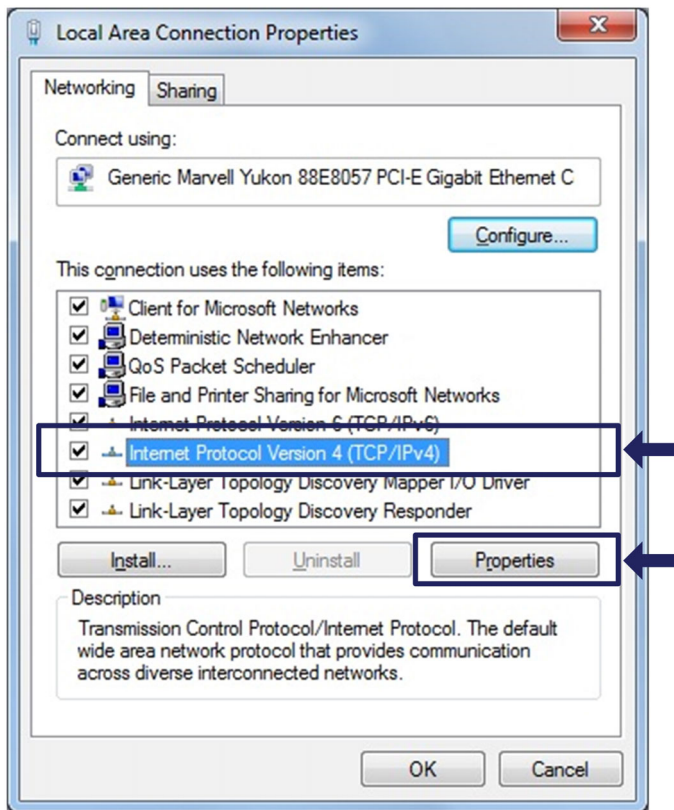 Local Area Connection Properties
Networking
Sharing
Connect using:
Generic Marvell Yukon 88E8057 PCI-E Gigabit Ethernet C
Configure...
This connection uses the following items:
Client for Microsoft Networks
Deterministic Network Enhancer
QoS Packet Scheduler
File and Printer Sharing for Microsoft Networks
Internet Protocol Version 6 (TCP/IPv6)
Internet Protocol Version 4 (TCP/IPv4)
Link-Layer Topology Discovery Mapper I/O Driver
Link-Layer Topology Discovery Responder
Install...
Uninstall
Properties
Description
Transmission Control Protocol/Internet Protocol. The default
wide area network protocol that provides communication
across diverse interconnected networks.
OK
Cancel